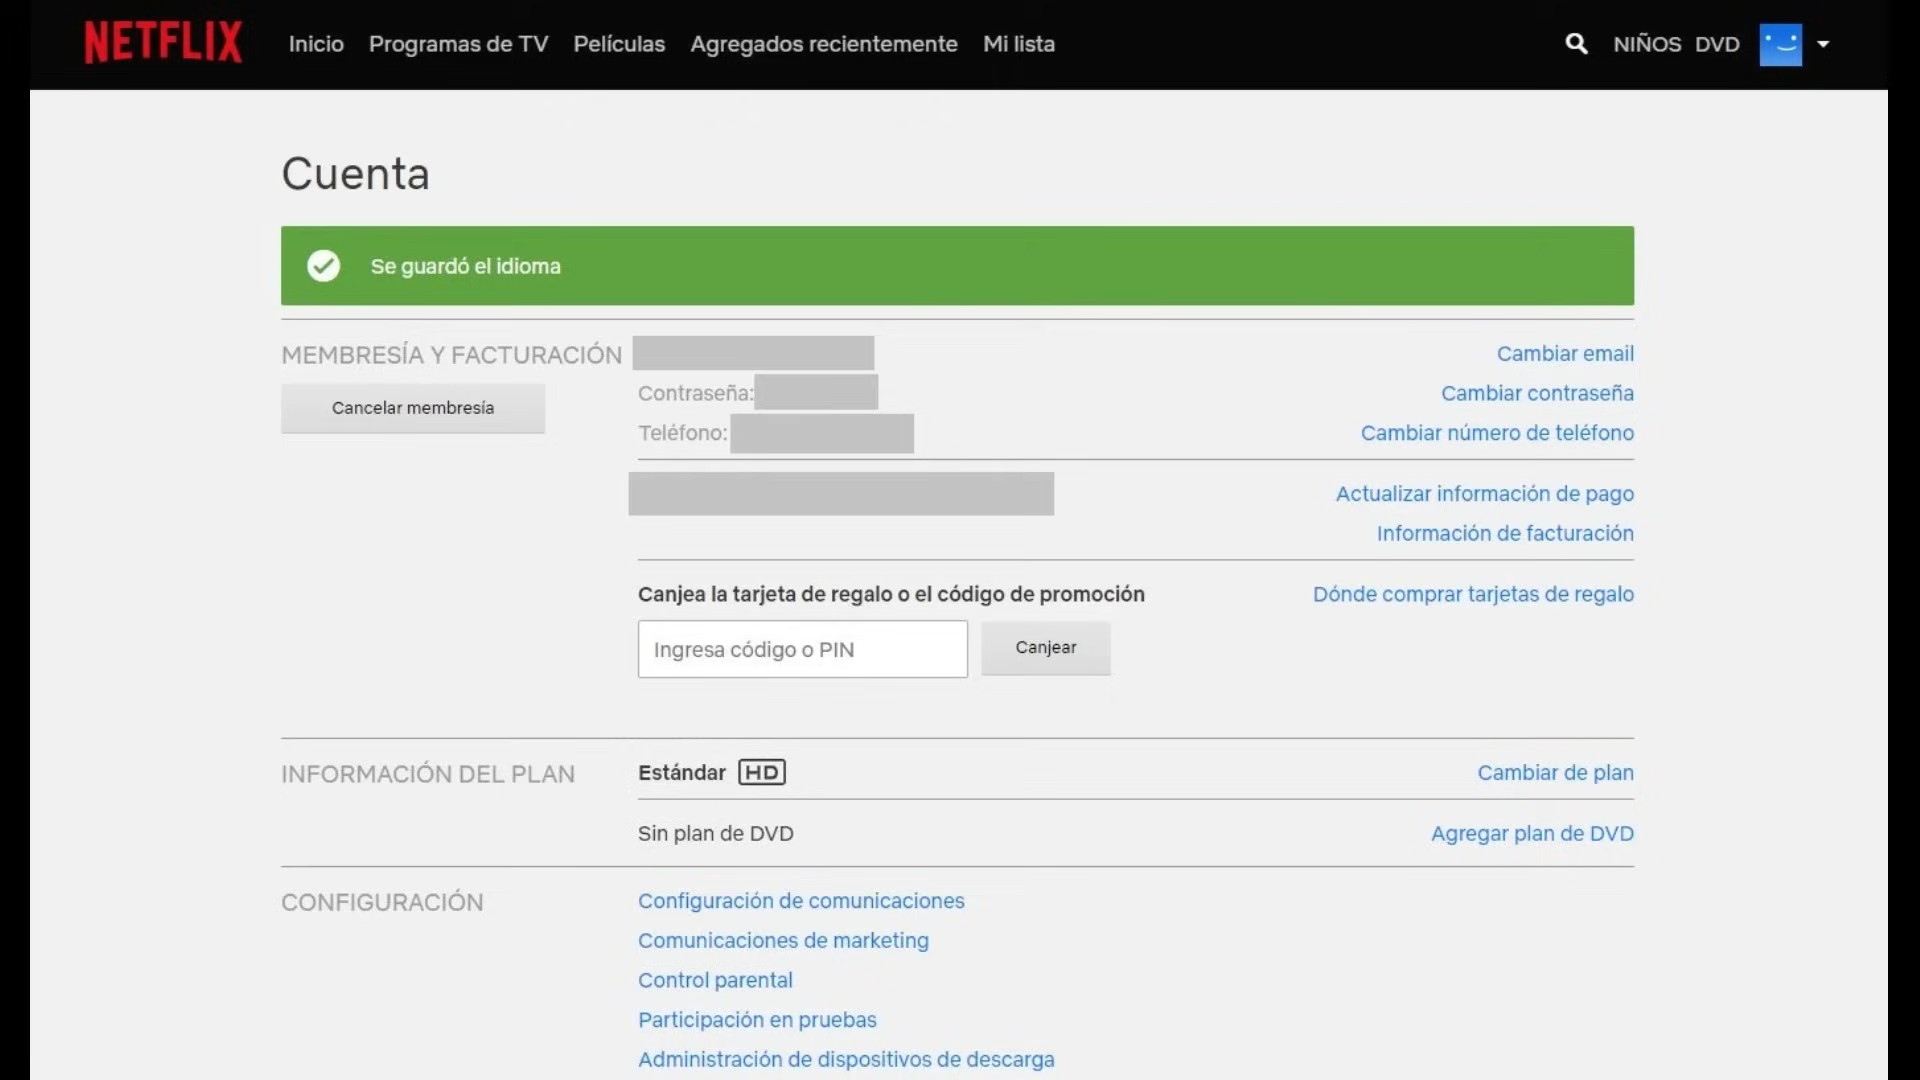 NETFLIX Inicio Programas de TV Películas Agregados recientemente Mi lista NIÑOS DVD
Cuenta
Se guardó el idioma
MEMBRESÍA Y FACTURACIÓN
Cancelar membresía
Cambiar email
Contraseña: Cambiar contraseña
Teléfono: Cambiar número de teléfono
Actualizar información de pago
Información de facturación
Canjea la tarjeta de regalo o el código de promoción Dónde comprar tarjetas de regalo
Ingresa código o PIN Canjear
INFORMACIÓN DEL PLAN Estándar HD Cambiar de plan
Sin plan de DVD Agregar plan de DVD
CONFIGURACIÓN Configuración de comunicaciones
Comunicaciones de marketing
Control parental
Participación en pruebas
Administración de dispositivos de descarga